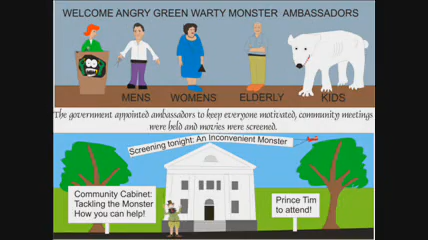 WELCOME ANGRY GREEN WARTY MONSTER AMBASSADORS
MENS WOMENS ELDERLY KIDS
The government appointed ambassadors to keep everyone motivated, community meetings
were held and movies were screened.
Screening tonight: An Inconvenient Monster
Community Cabinet:
Tackling the Monster
How you can help!
Prince Tim
to attend!